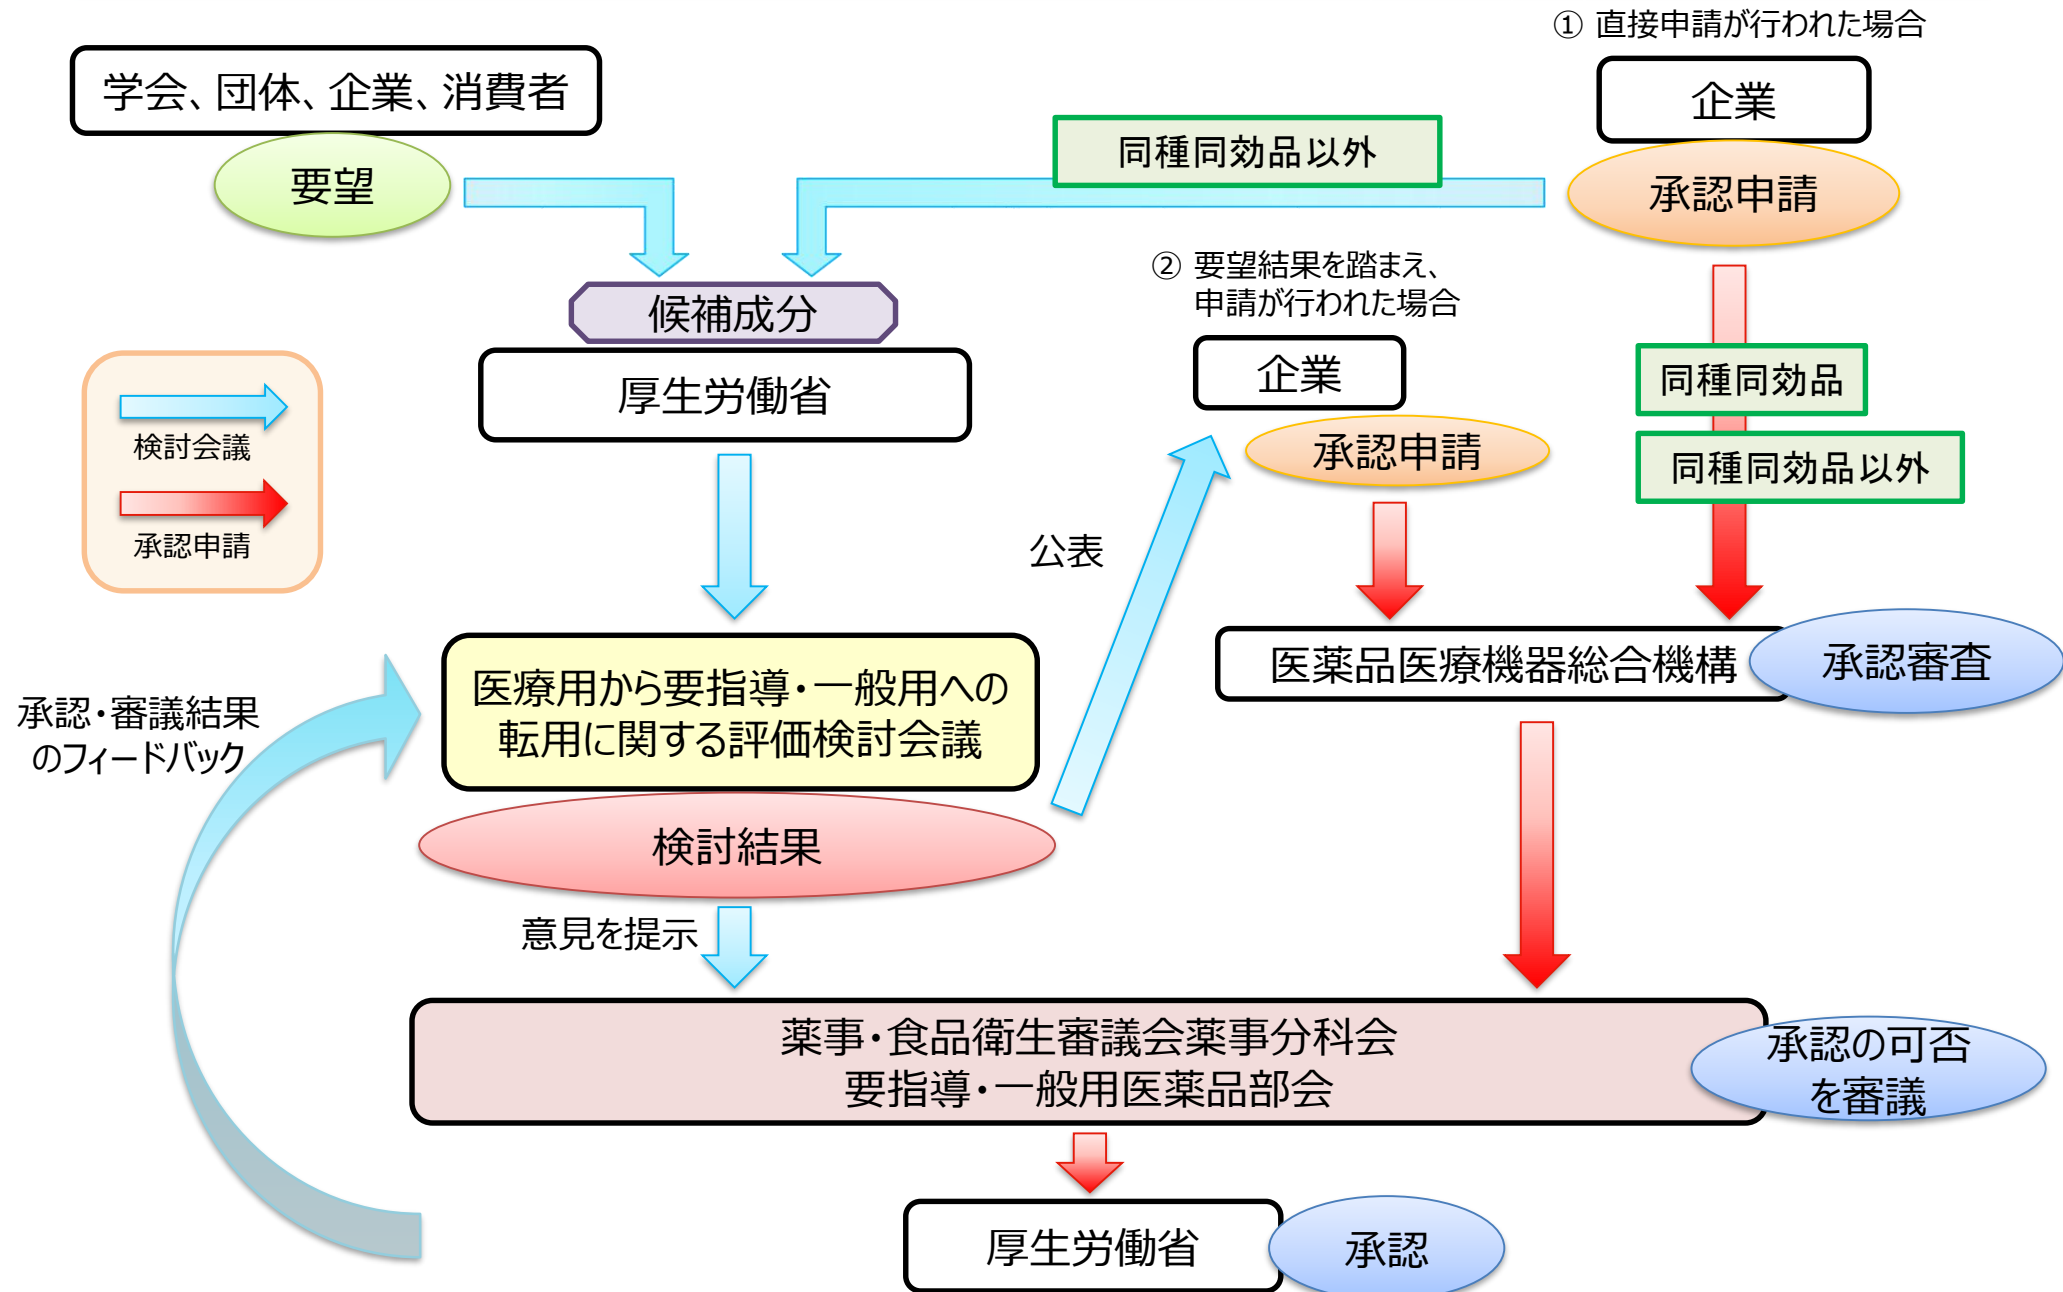 ① 直接申請が行われた場合
学会、団体、企業、消費者
企業
同種同効品以外
要望
承認申請
② 要望結果を踏まえ、
申請が行われた場合
候補成分
厚生労働省
企業
同種同効品
検討会議
承認申請
同種同効品以外
承認申請
公表
医療用から要指導・一般用への
転用に関する評価検討会議
医薬品医療機器総合機構
承認審査
承認・審議結果
のフィードバック
検討結果
意見を提示
薬事・食品衛生審議会薬事分科会
要指導・一般用医薬品部会
承認の可否
を審議
厚生労働省
承認